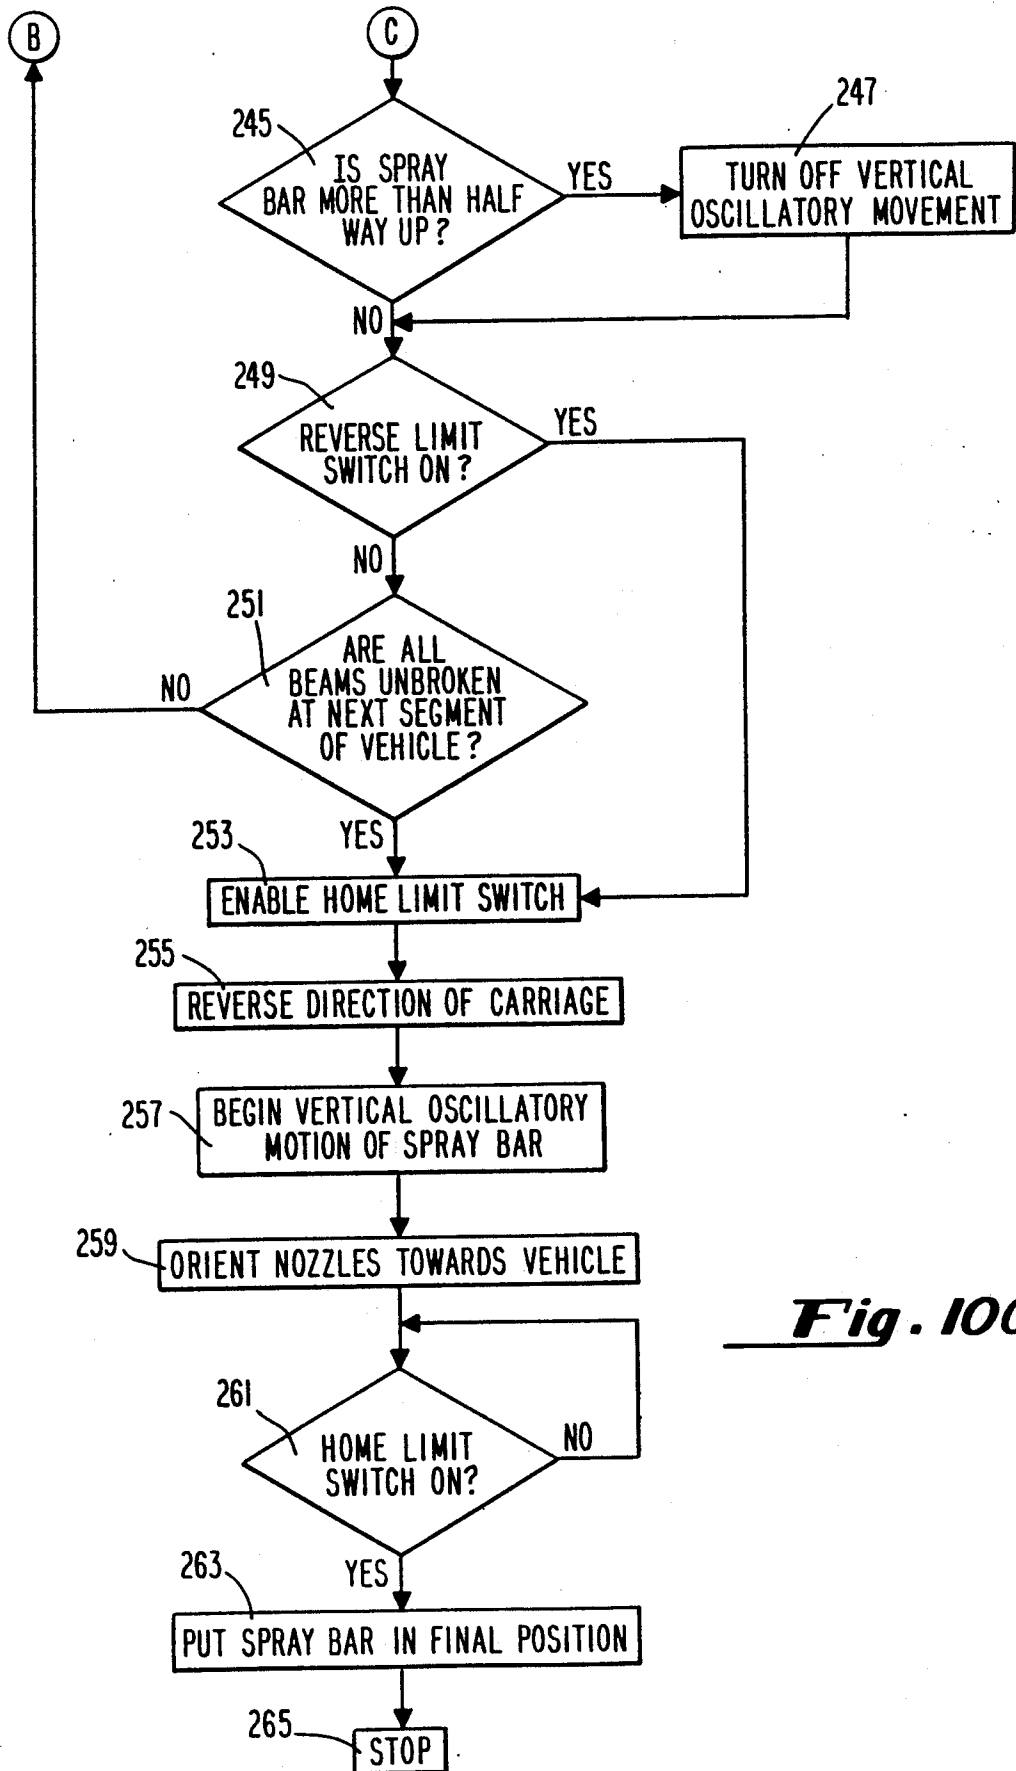 B
C
245
247
IS SPRAY
BAR MORE THAN HALF
WAY UP?
YES
TURN OFF VERTICAL
OSCILLATORY MOVEMENT
NO
249
REVERSE LIMIT
SWITCH ON?
YES
NO
251
ARE ALL
BEAMS UNBROKEN
AT NEXT SEGMENT
OF VEHICLE?
NO
YES
253
ENABLE HOME LIMIT SWITCH
255
REVERSE DIRECTION OF CARRIAGE
257
BEGIN VERTICAL OSCILLATORY
MOTION OF SPRAY BAR
259
ORIENT NOZZLES TOWARDS VEHICLE
Fig. 10C
261
HOME LIMIT
SWITCH ON?
NO
YES
263
PUT SPRAY BAR IN FINAL POSITION
265
STOP